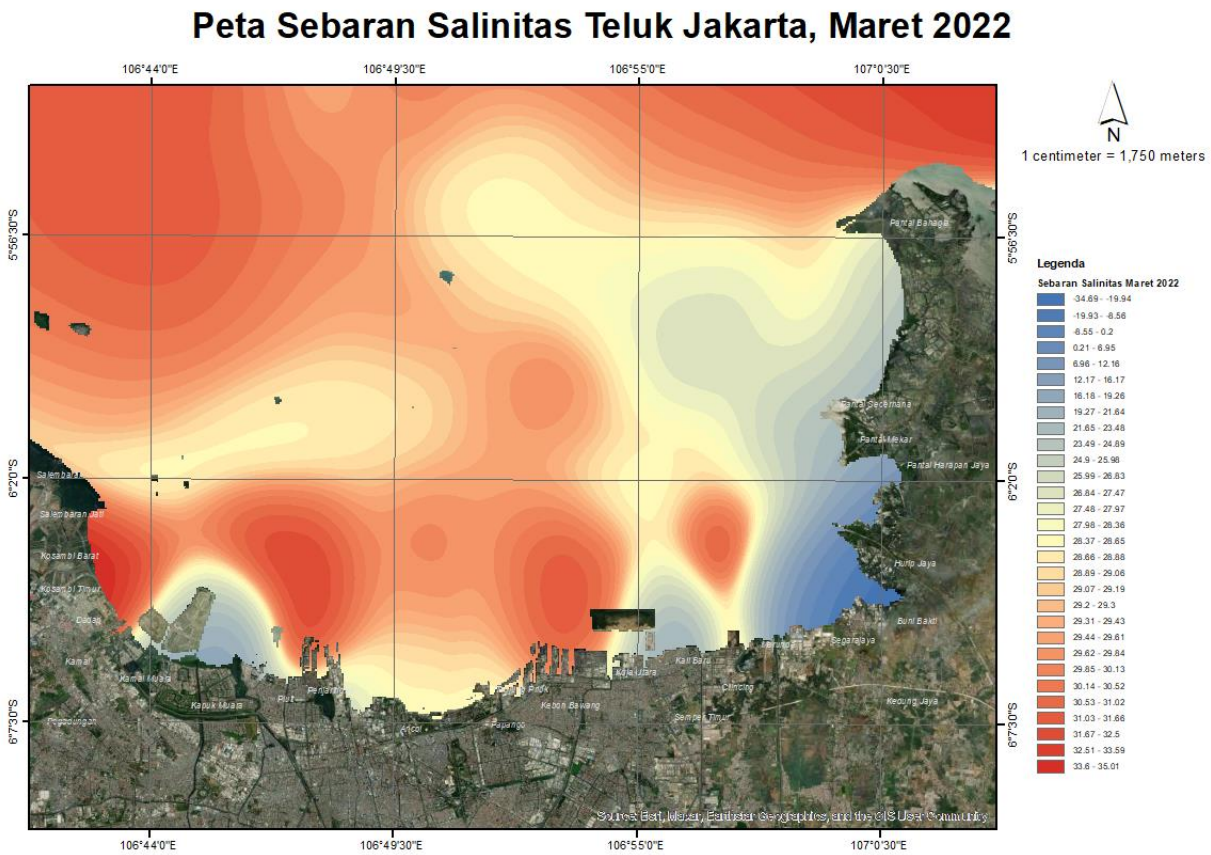 Peta Sebaran Salinitas Teluk Jakarta, Maret 2022
106°44'0"E 106°49'30"E 106°55'0"E 107°0'30"E
N
1 centimeter = 1,750 meters
5°56'30"S
5°56'30"S
6°2'0"S
6°2'0"S
6°7'30"S
6°7'30"S
Pantai Bahagia
Pantai Mekar
Pantai Harapan Jaya
Salembaran Jati
Kosambi Barat
Kosambi Timur
Dadap
Kamal
Kamal Muara
Kapuk Muara
Pegadungan
Pluit
Ancol
Papango
Kebon Bawang
Koja Utara
Kali Baru
Cilincing
Semper Timur
Segarajaya
Hurip Jaya
Buni Bakti
Kedung Jaya
Source: Esri, Maxar, Earthstar Geographics, and the GIS User Community
106°44'0"E 106°49'30"E 106°55'0"E 107°0'30"E
Legenda
Sebaran Salinitas Maret 2022
-34.69 - -19.94
-19.93 - -6.56
-6.55 - 0.2
0.21 - 6.95
6.96 - 12.16
12.17 - 16.17
16.18 - 19.26
19.27 - 21.64
21.65 - 23.48
23.49 - 24.89
24.9 - 25.98
25.99 - 26.83
26.84 - 27.47
27.48 - 27.97
27.98 - 28.36
28.37 - 28.65
28.66 - 28.88
28.89 - 29.06
29.07 - 29.19
29.2 - 29.3
29.31 - 29.43
29.44 - 29.61
29.62 - 29.84
29.85 - 30.13
30.14 - 30.52
30.53 - 31.02
31.03 - 31.66
31.67 - 32.5
32.51 - 33.59
33.6 - 35.01